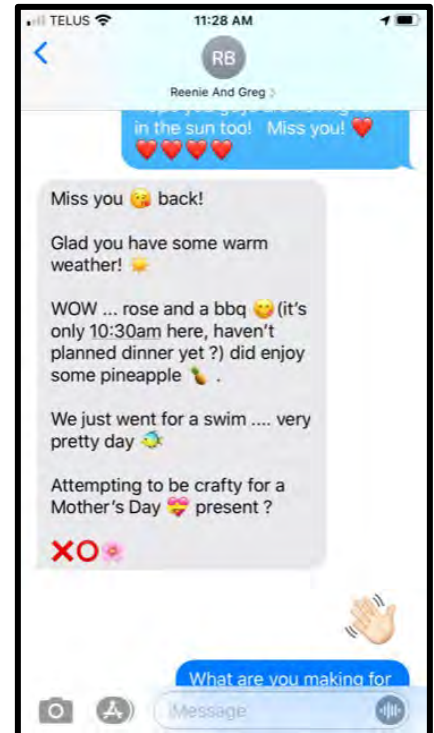 TELUS 11:28 AM
RB
Reenie And Greg
in the sun too! Miss you! ❤️
❤️❤️❤️❤️
Miss you 😘 back!
Glad you have some warm
weather! ☀️
WOW ... rose and a bbq 😋 (it's
only 10:30am here, haven't
planned dinner yet ?) did enjoy
some pineapple 🍍 .
We just went for a swim .... very
pretty day 🐠
Attempting to be crafty for a
Mother's Day 💝 present ?
❌⭕🌸
👋🏻
What are you making for
iMessage